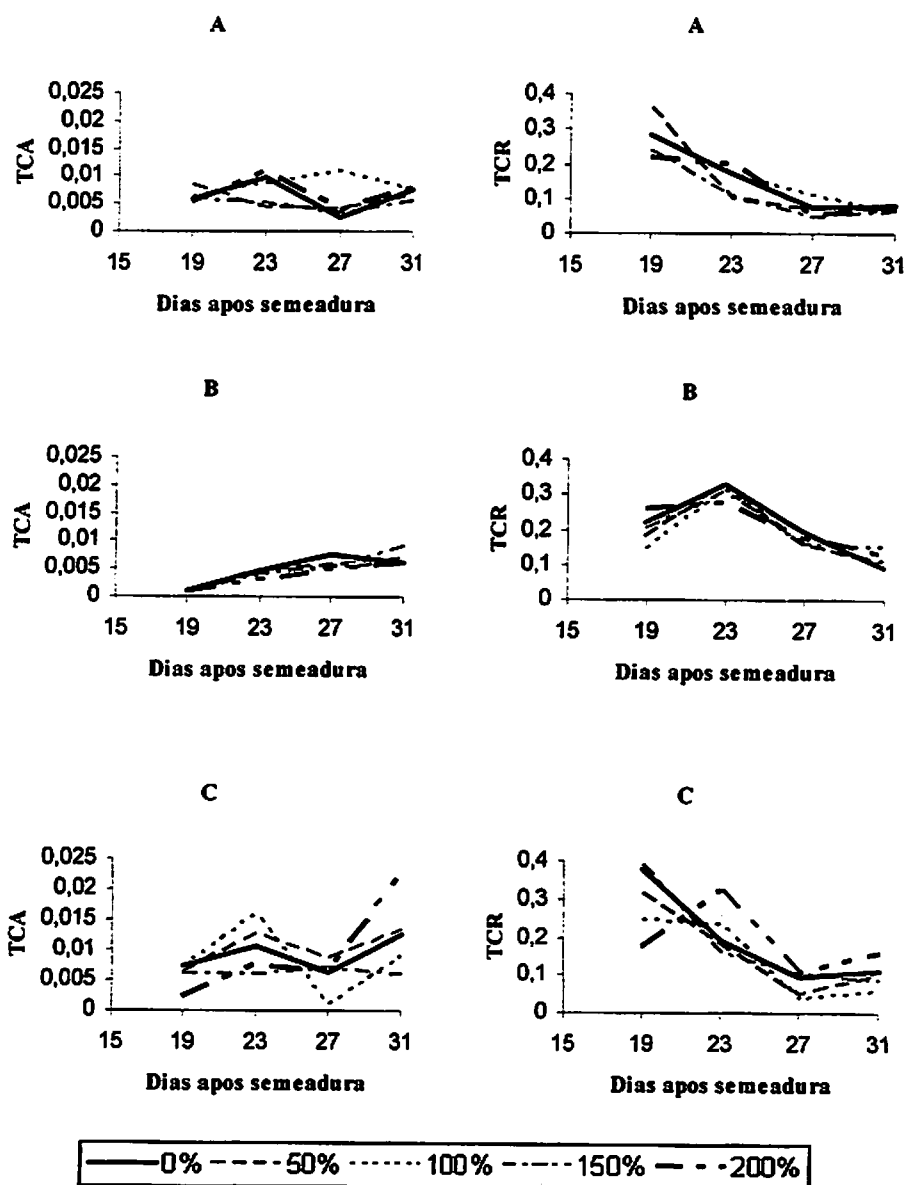 A
0,025
0,02
0,015
0,01
0,005
0
TCA
15 19 23 27 31
Dias apos semeadura
A
0,4
0,3
0,2
0,1
0
TCR
15 19 23 27 31
Dias apos semeadura
B
0,025
0,02
0,015
0,01
0,005
0
TCA
15 19 23 27 31
Dias apos semeadura
B
0,4
0,3
0,2
0,1
0
TCR
15 19 23 27 31
Dias apos semeadura
C
0,025
0,02
0,015
0,01
0,005
0
TCA
15 19 23 27 31
Dias apos semeadura
C
0,4
0,3
0,2
0,1
0
TCR
15 19 23 27 31
Dias apos semeadura
0% 50% 100% 150% 200%